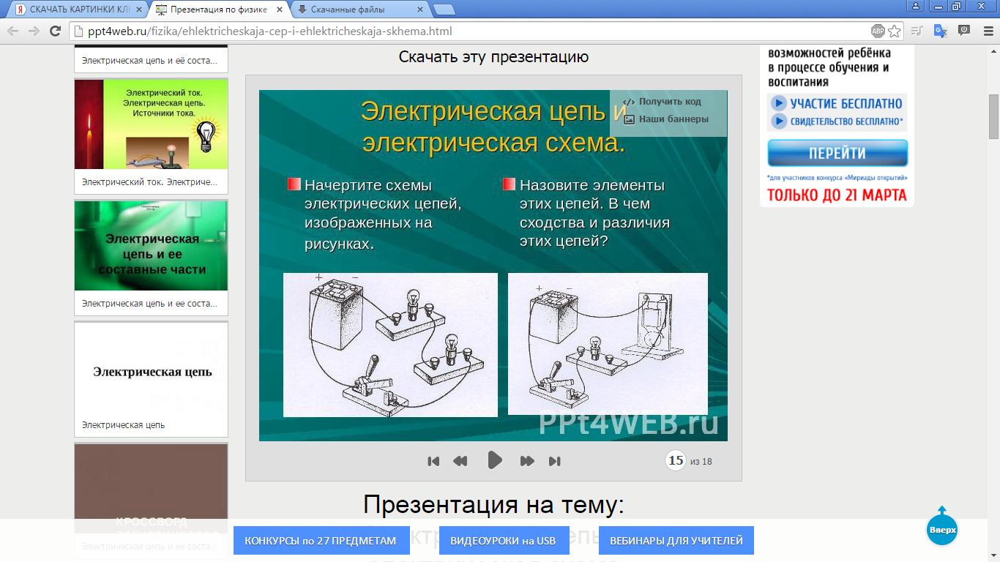 СКАЧАТЬ КАРТИНКИ КЛ
Презентация по физике
Скачанные файлы
ppt4web.ru/fizika/ehlektricheskaja-cep-i-ehlektricheskaja-skhema.html
ABP
Электрическая цепь и её соста...
Электрический ток.
Электрическая цепь.
Источники тока.
Электрический ток. Электриче...
Электрическая
цепь и ее
составные части
Электрическая цепь и ее соста...
Электрическая цепь
Электрическая цепь
КРОССВОРД
Электрическая цепь и ее соста...
Скачать эту презентацию
Получить код
Наши баннеры
Электрическая цепь и
электрическая схема.
Начертите схемы
электрических цепей,
изображенных на
рисунках.
Назовите элементы
этих цепей. В чем
сходства и различия
этих цепей?
+ −
+ −
PPt4WEB.ru
15 из 18
Презентация на тему:
КОНКУРСЫ по 27 ПРЕДМЕТАМ
ВИДЕОУРОКИ на USB
ВЕБИНАРЫ ДЛЯ УЧИТЕЛЕЙ
возможностей ребёнка
в процессе обучения и
воспитания
УЧАСТИЕ БЕСПЛАТНО
СВИДЕТЕЛЬСТВО БЕСПЛАТНО*
ПЕРЕЙТИ
*для участников конкурса «Мириады открытий»
ТОЛЬКО ДО 21 МАРТА
Вверх